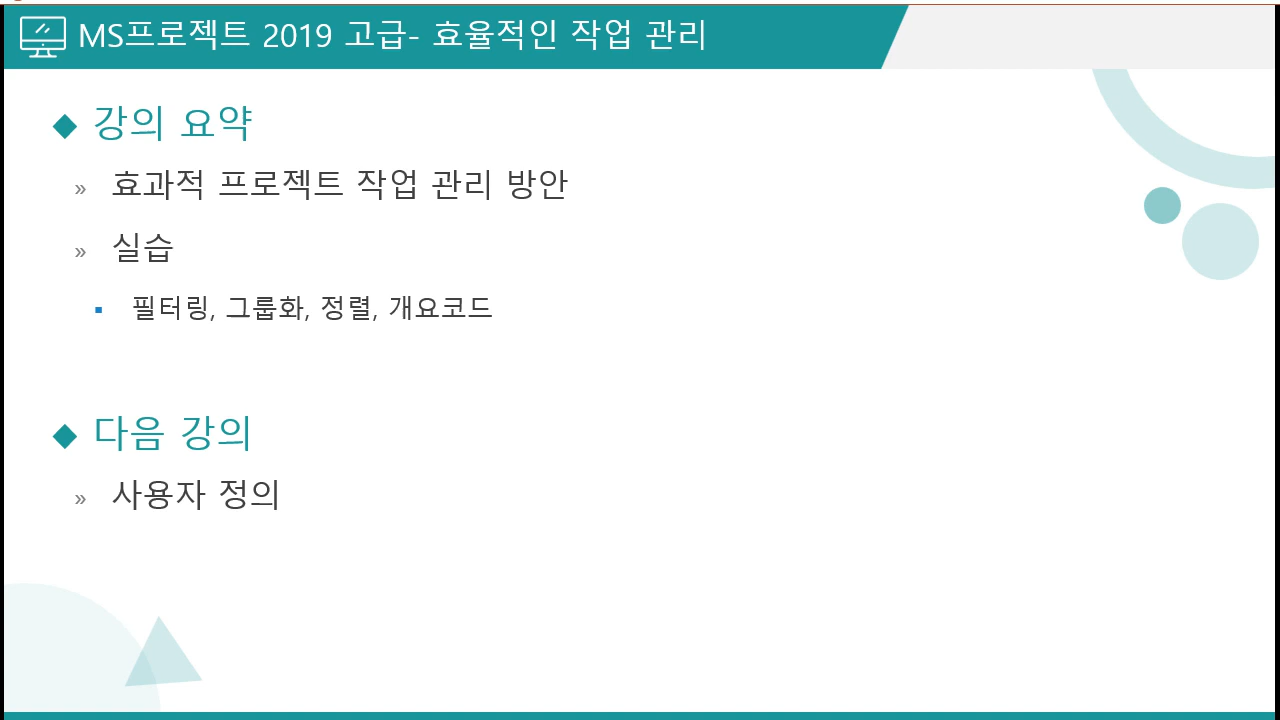 MS프로젝트 2019 고급- 효율적인 작업 관리
◆ 강의 요약
» 효과적 프로젝트 작업 관리 방안
» 실습
▪ 필터링, 그룹화, 정렬, 개요코드
◆ 다음 강의
» 사용자 정의